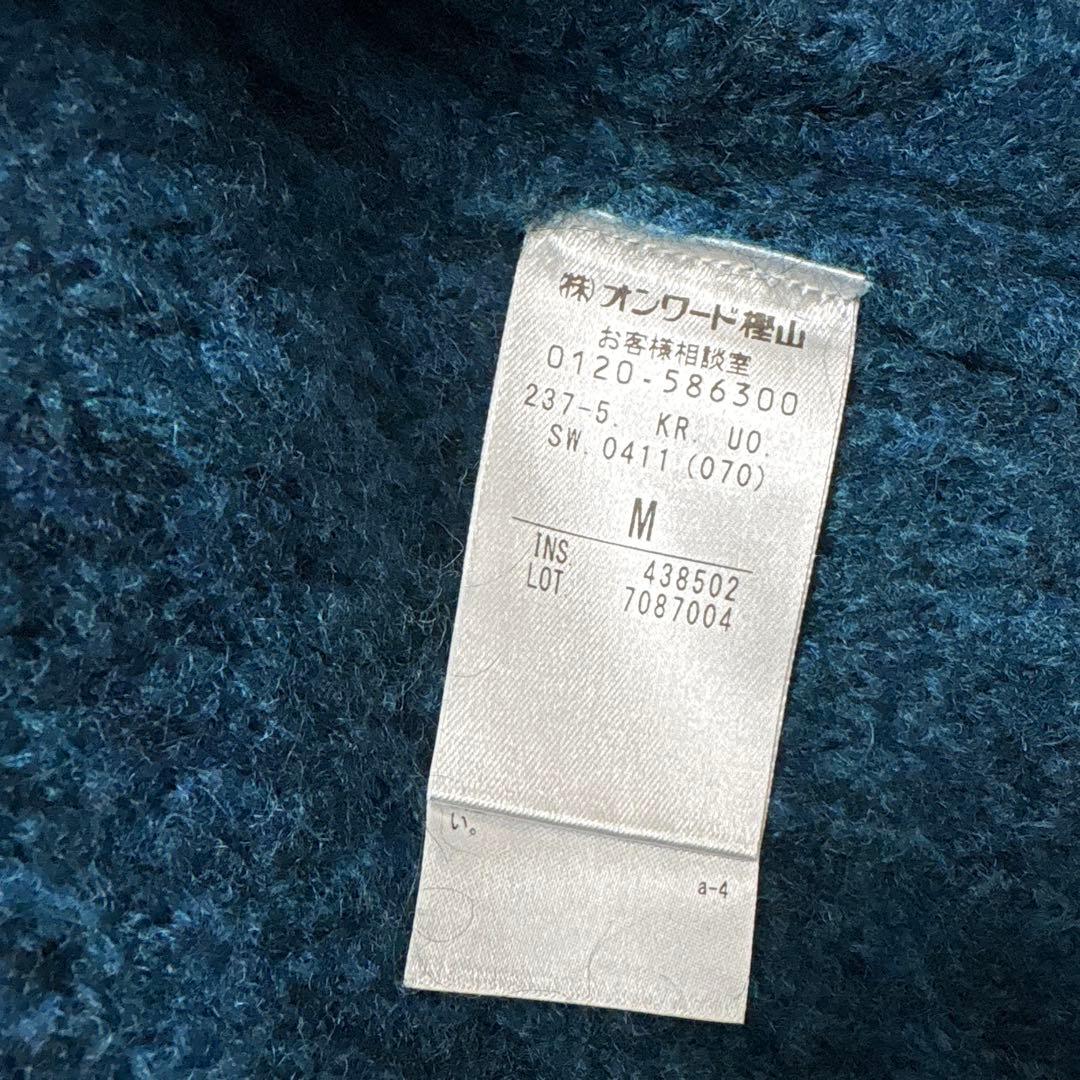 ㈱オンワード樫山
お客様相談室
0120-586300
237-5. KR. UO.
SW. 0411 (070)
M
INS 438502
LOT 7087004
い。
a-4